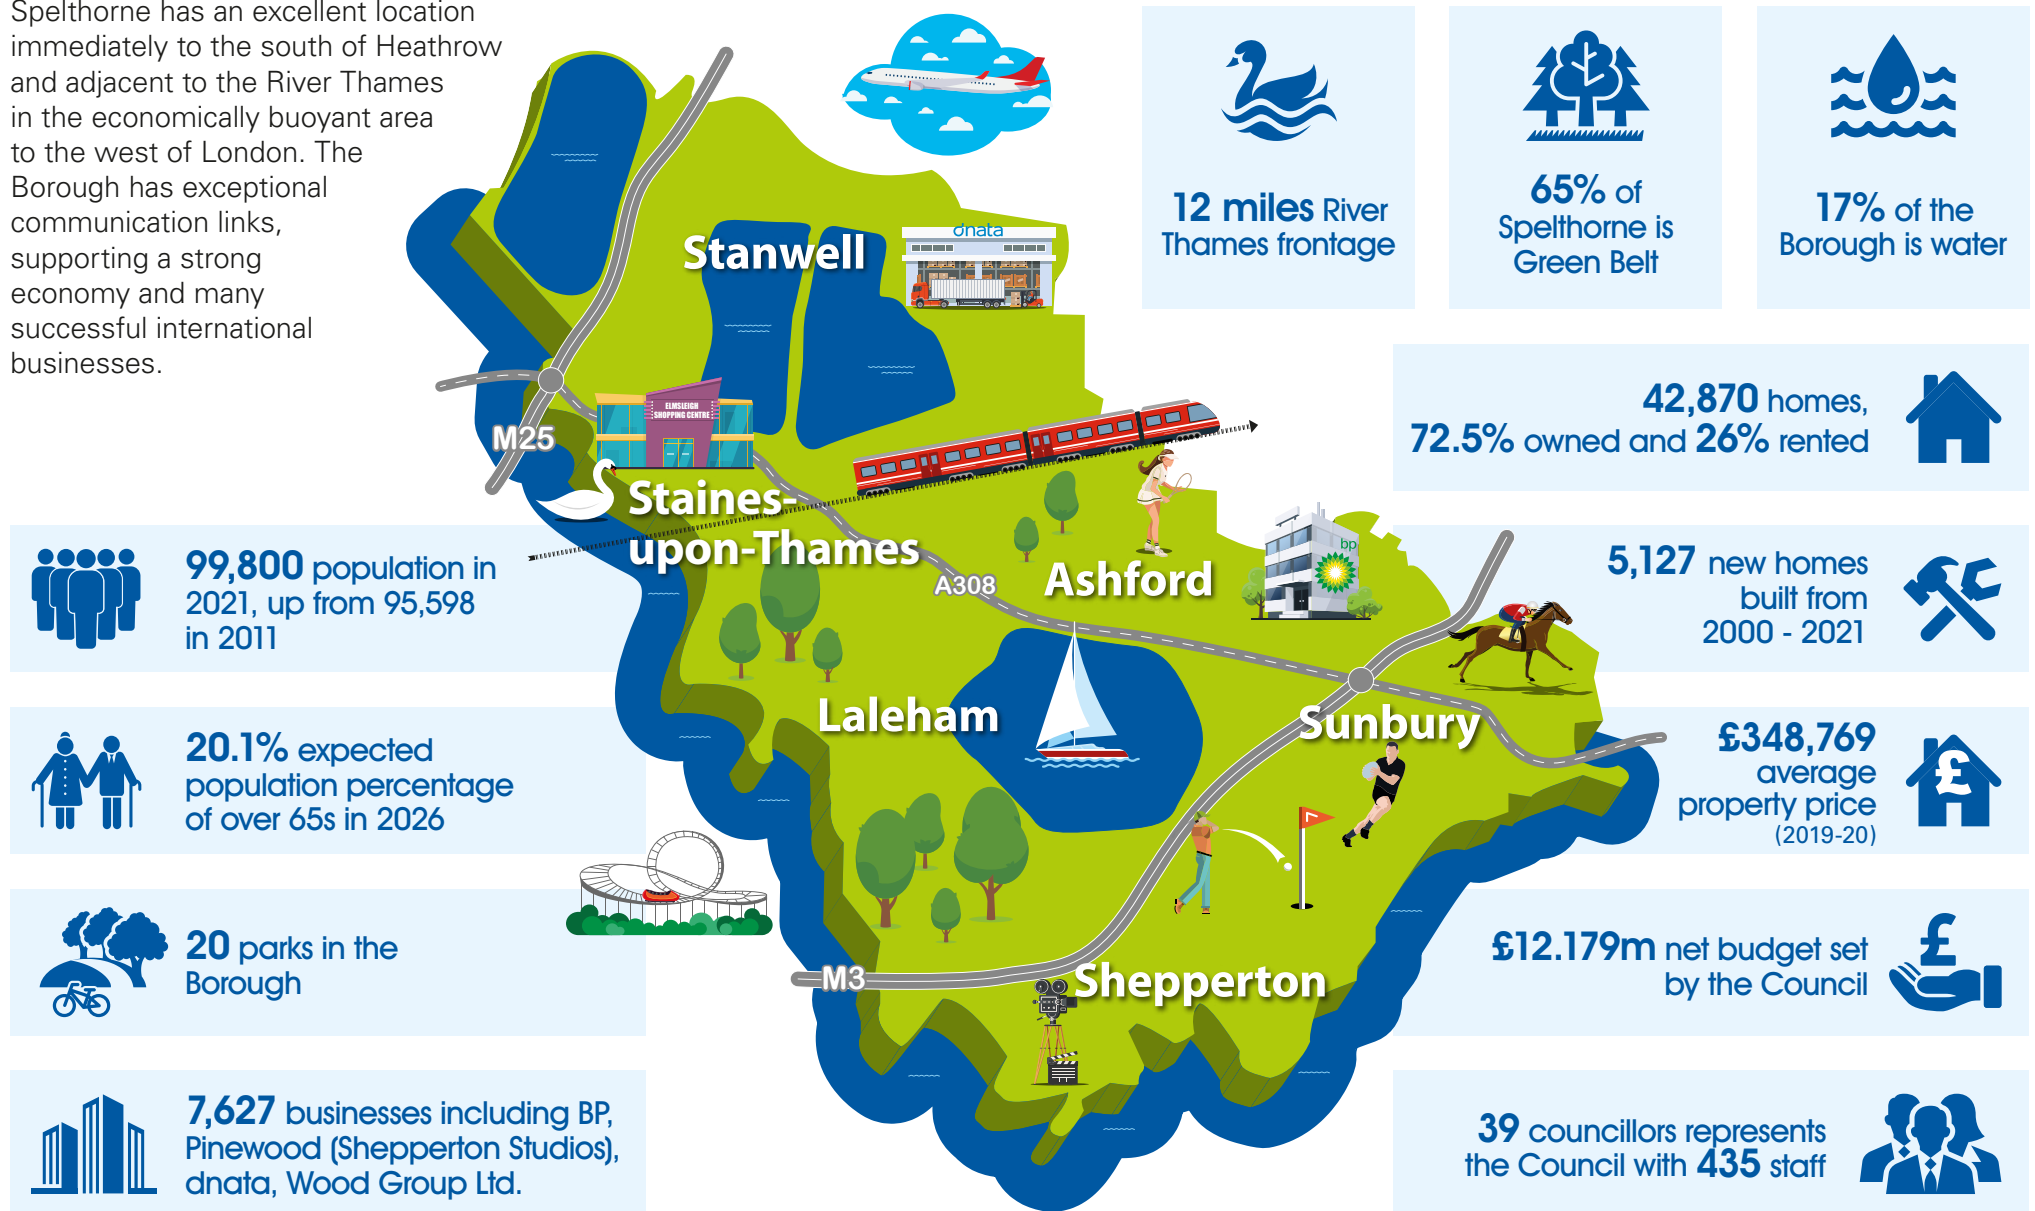 Spelthorne has an excellent location
immediately to the south of Heathrow
and adjacent to the River Thames
in the economically buoyant area
to the west of London. The
Borough has exceptional
communication links,
supporting a strong
economy and many
successful international
businesses.
12 miles River
Thames frontage
65% of
Spelthorne is
Green Belt
17% of the
Borough is water
Stanwell
dnata
ELMSLEIGH
SHOPPING CENTRE
M25
Staines-
upon-Thames
A308
Ashford
bp
Laleham
Sunbury
M3
Shepperton
42,870 homes,
72.5% owned and 26% rented
5,127 new homes
built from
2000 - 2021
£348,769
average
property price
(2019-20)
£12.179m net budget set
by the Council
39 councillors represents
the Council with 435 staff
99,800 population in
2021, up from 95,598
in 2011
20.1% expected
population percentage
of over 65s in 2026
20 parks in the
Borough
7,627 businesses including BP,
Pinewood (Shepperton Studios),
dnata, Wood Group Ltd.